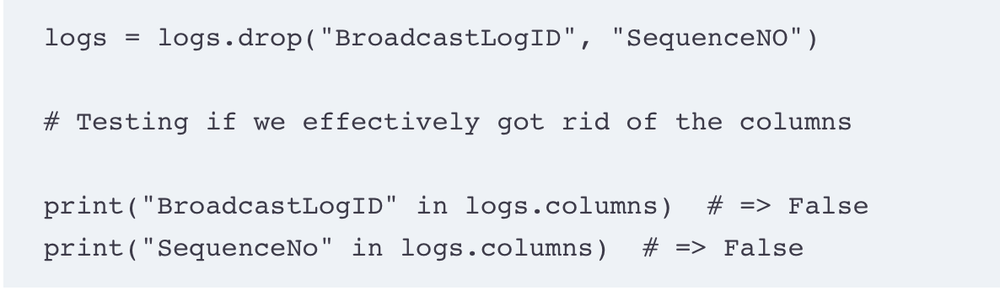 logs = logs.drop("BroadcastLogID", "SequenceNO")
# Testing if we effectively got rid of the columns
print("BroadcastLogID" in logs.columns)  # => False
print("SequenceNo" in logs.columns)  # => False